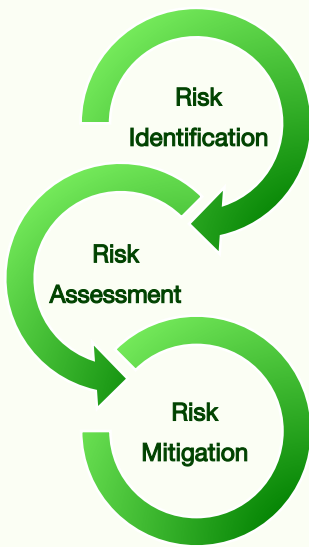 Risk
Identification
Risk
Assessment
Risk
Mitigation